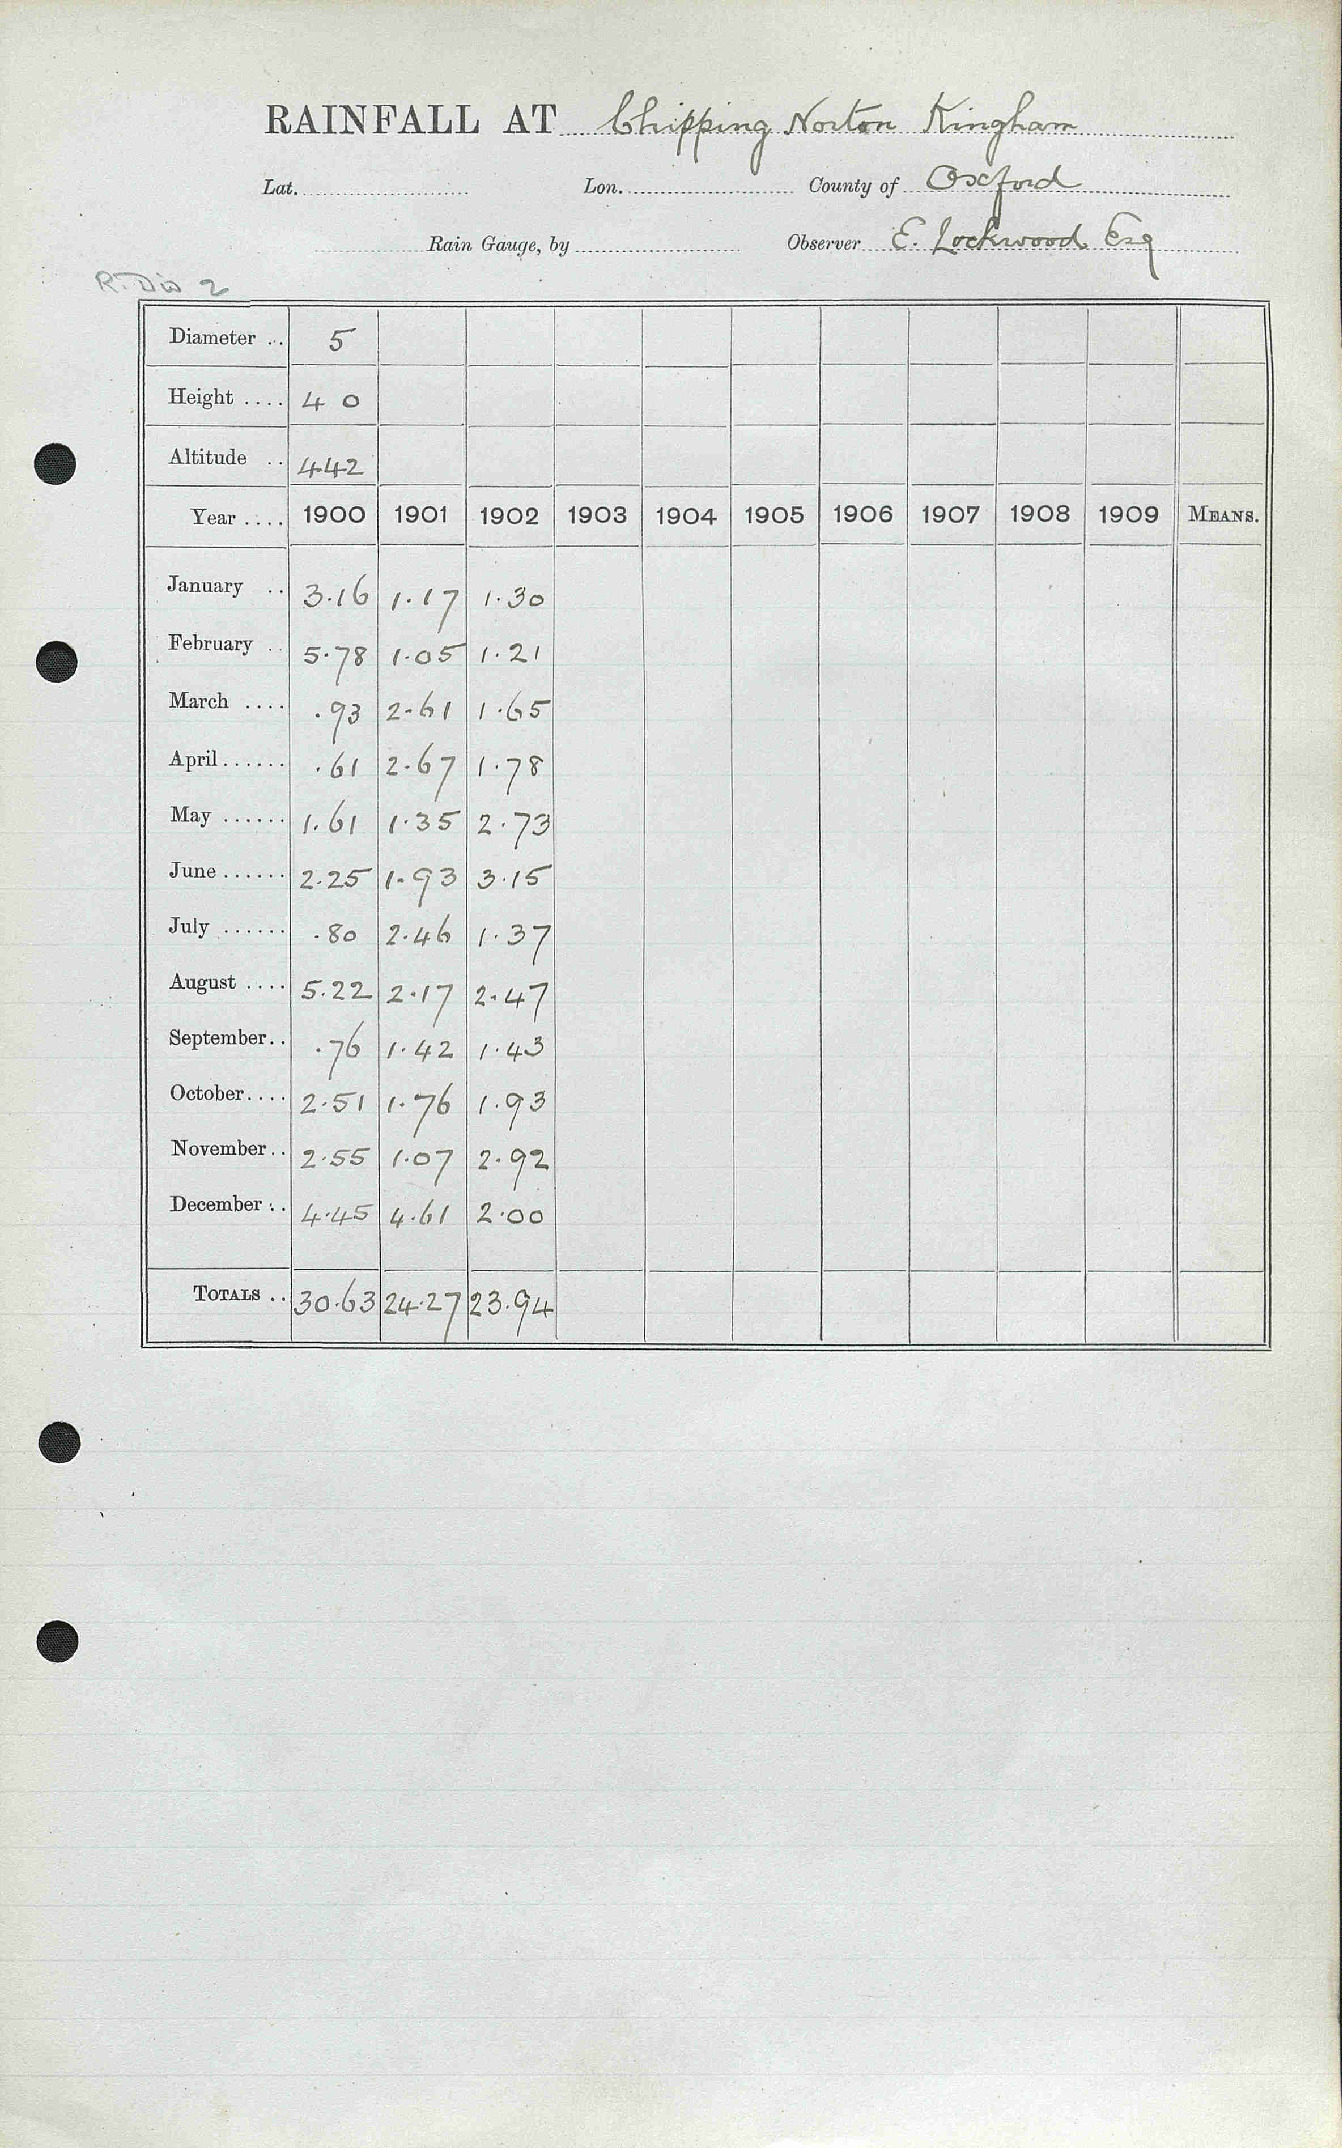 RAINFALL AT Chipping Norton Kingham
Lat. Lon. County of Oxford
Rain Gauge, by Observer E. Lockwood Esq
R. Dis 2
Diameter .. 5
Height .... 4 0
Altitude .. 442
Year .... 1900 1901 1902 1903 1904 1905 1906 1907 1908 1909 MEANS.
January .. 3.16 1.17 1.30
February .. 5.78 1.05 1.21
March .... .93 2.61 1.65
April ...... .61 2.67 1.78
May ...... 1.61 1.35 2.73
June ...... 2.25 1.93 3.15
July ...... .80 2.46 1.37
August .... 5.22 2.17 2.47
September .. .76 1.42 1.43
October .... 2.51 1.76 1.93
November .. 2.55 1.07 2.92
December .. 4.45 4.61 2.00
TOTALS .. 30.63 24.27 23.94